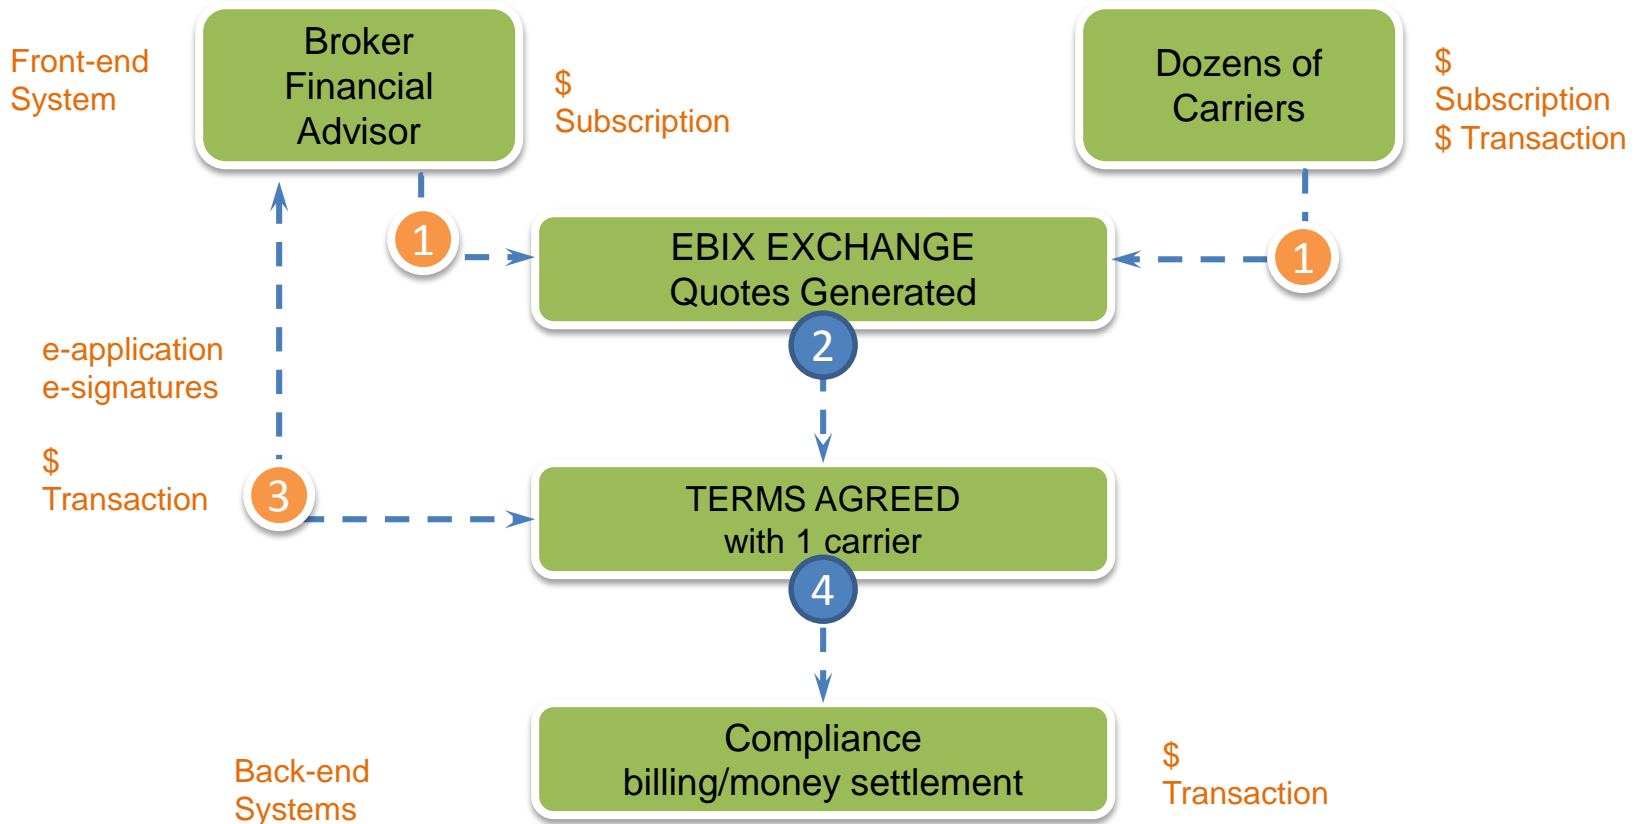 Front-end
System
Broker
Financial
Advisor
$
Subscription
Dozens of
Carriers
$
Subscription
$ Transaction
1
EBIX EXCHANGE
Quotes Generated
1
2
e-application
e-signatures
$
Transaction
3
TERMS AGREED
with 1 carrier
4
Back-end
Systems
Compliance
billing/money settlement
$
Transaction